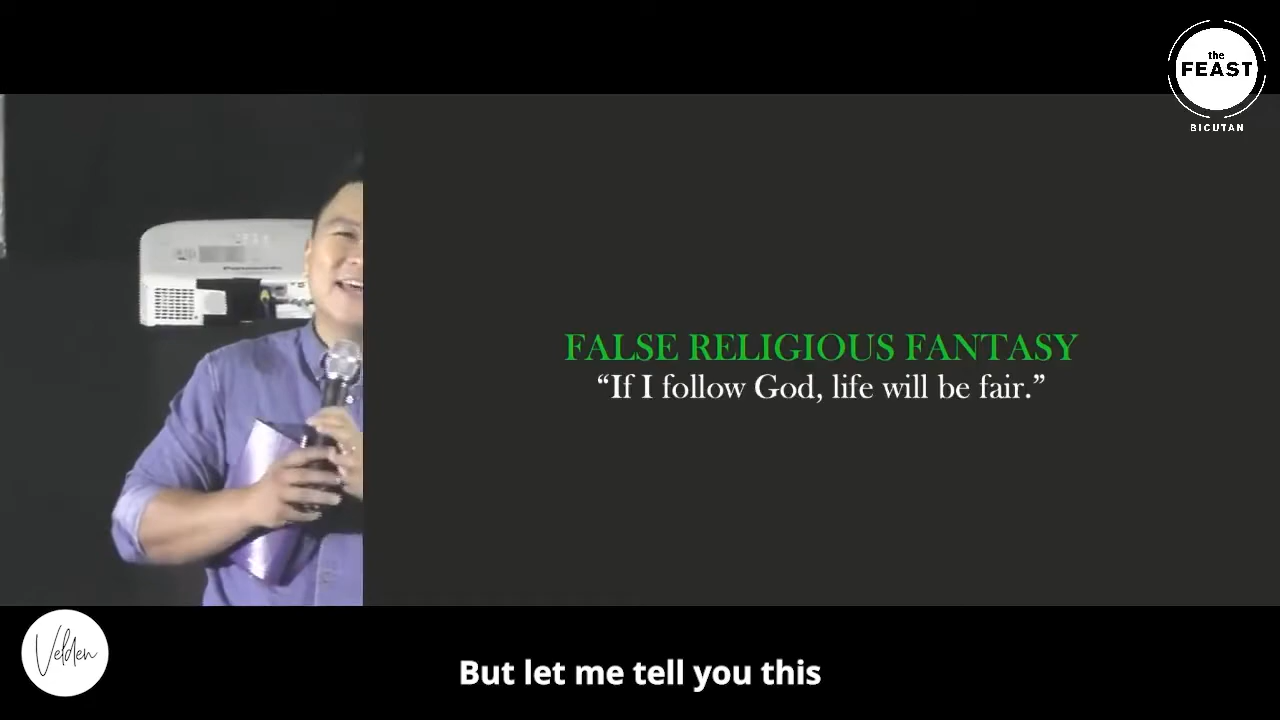 the
FEAST
BICUTAN
FALSE RELIGIOUS FANTASY
“If I follow God, life will be fair.”
Velden
But let me tell you this